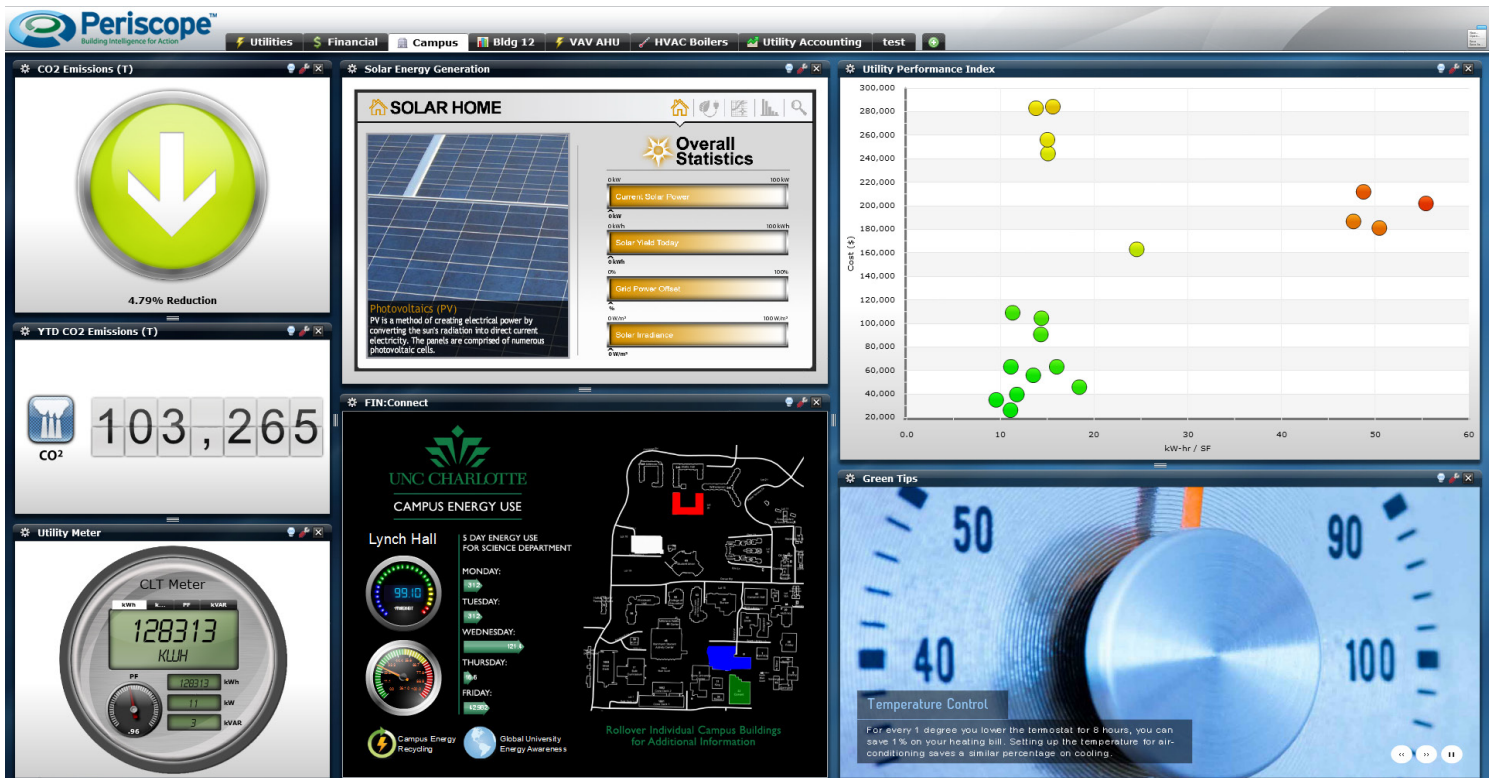 Periscope™
Building Intelligence for Action
Utilities
Financial
Campus
Bldg 12
VAV AHU
HVAC Boilers
Utility Accounting
test
CO2 Emissions (T)
4.79% Reduction
YTD CO2 Emissions (T)
103,265
CO²
Utility Meter
CLT Meter
kWh k... PF kVAR
128313
KWH
PF
.96
128313 kWh
11 kW
3 kVAR
Solar Energy Generation
SOLAR HOME
Photovoltaics (PV)
PV is a method of creating electrical power by
converting the sun's radiation into direct current
electricity. The panels are comprised of numerous
photovoltaic cells.
Overall
Statistics
0 kW 100 kW
Current Solar Power
0 kW
0 kWh 100 kWh
Solar Yield Today
0 kWh
0% 100%
Grid Power Offset
%
0 W/m² 100 W/m²
Solar Irradiance
0 W/m²
FIN:Connect
UNC CHARLOTTE
CAMPUS ENERGY USE
Lynch Hall
99.10
5 DAY ENERGY USE
FOR SCIENCE DEPARTMENT
MONDAY:
312
TUESDAY:
312
WEDNESDAY:
THURSDAY:
FRIDAY:
Campus Energy
Recycling
Global University
Energy Awareness
Rollover Individual Campus Buildings
for Additional Information
Utility Performance Index
300,000
280,000
260,000
240,000
220,000
200,000
180,000
160,000
140,000
120,000
100,000
80,000
60,000
40,000
20,000
Cost ($)
0.0 10 20 30 40 50 60
kW-hr / SF
Green Tips
50
40
90
100
Temperature Control
For every 1 degree you lower the termostat for 8 hours, you can
save 1% on your heating bill. Setting up the temperature for air-
conditioning saves a similar percentage on cooling.